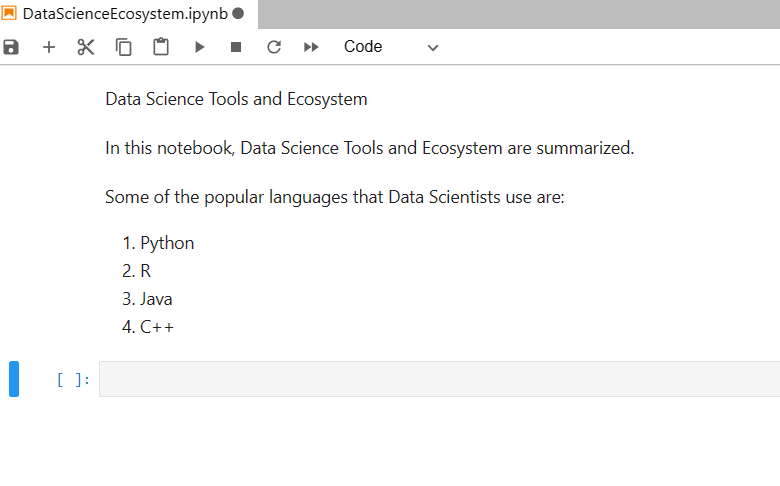 DataScienceEcosystem.ipynb
Code
Data Science Tools and Ecosystem
In this notebook, Data Science Tools and Ecosystem are summarized.
Some of the popular languages that Data Scientists use are:
1. Python
2. R
3. Java
4. C++
[ ]: